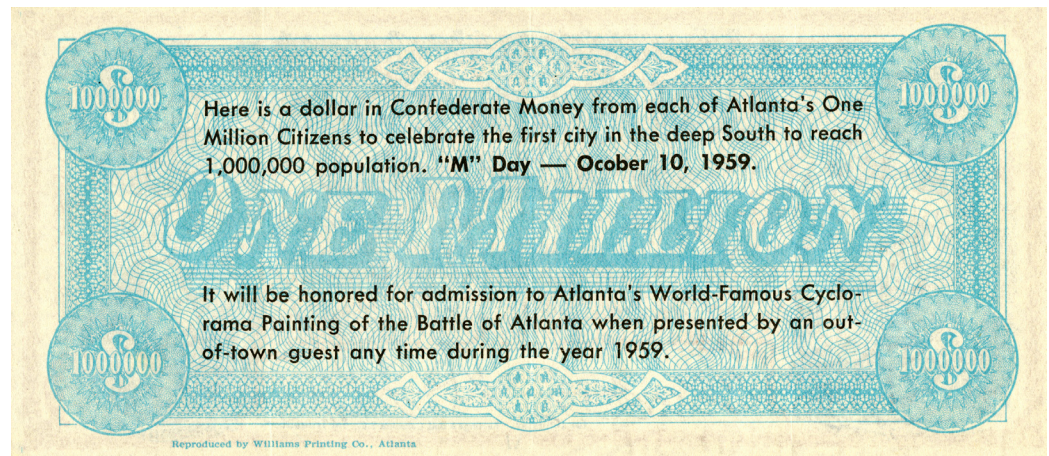 $ 1000000
$ 1000000
Here is a dollar in Confederate Money from each of Atlanta's One
Million Citizens to celebrate the first city in the deep South to reach
1,000,000 population. "M" Day — Ocober 10, 1959.
ONE MILLION
It will be honored for admission to Atlanta's World-Famous Cyclo-
rama Painting of the Battle of Atlanta when presented by an out-
of-town guest any time during the year 1959.
$ 1000000
$ 1000000
Reproduced by Williams Printing Co., Atlanta